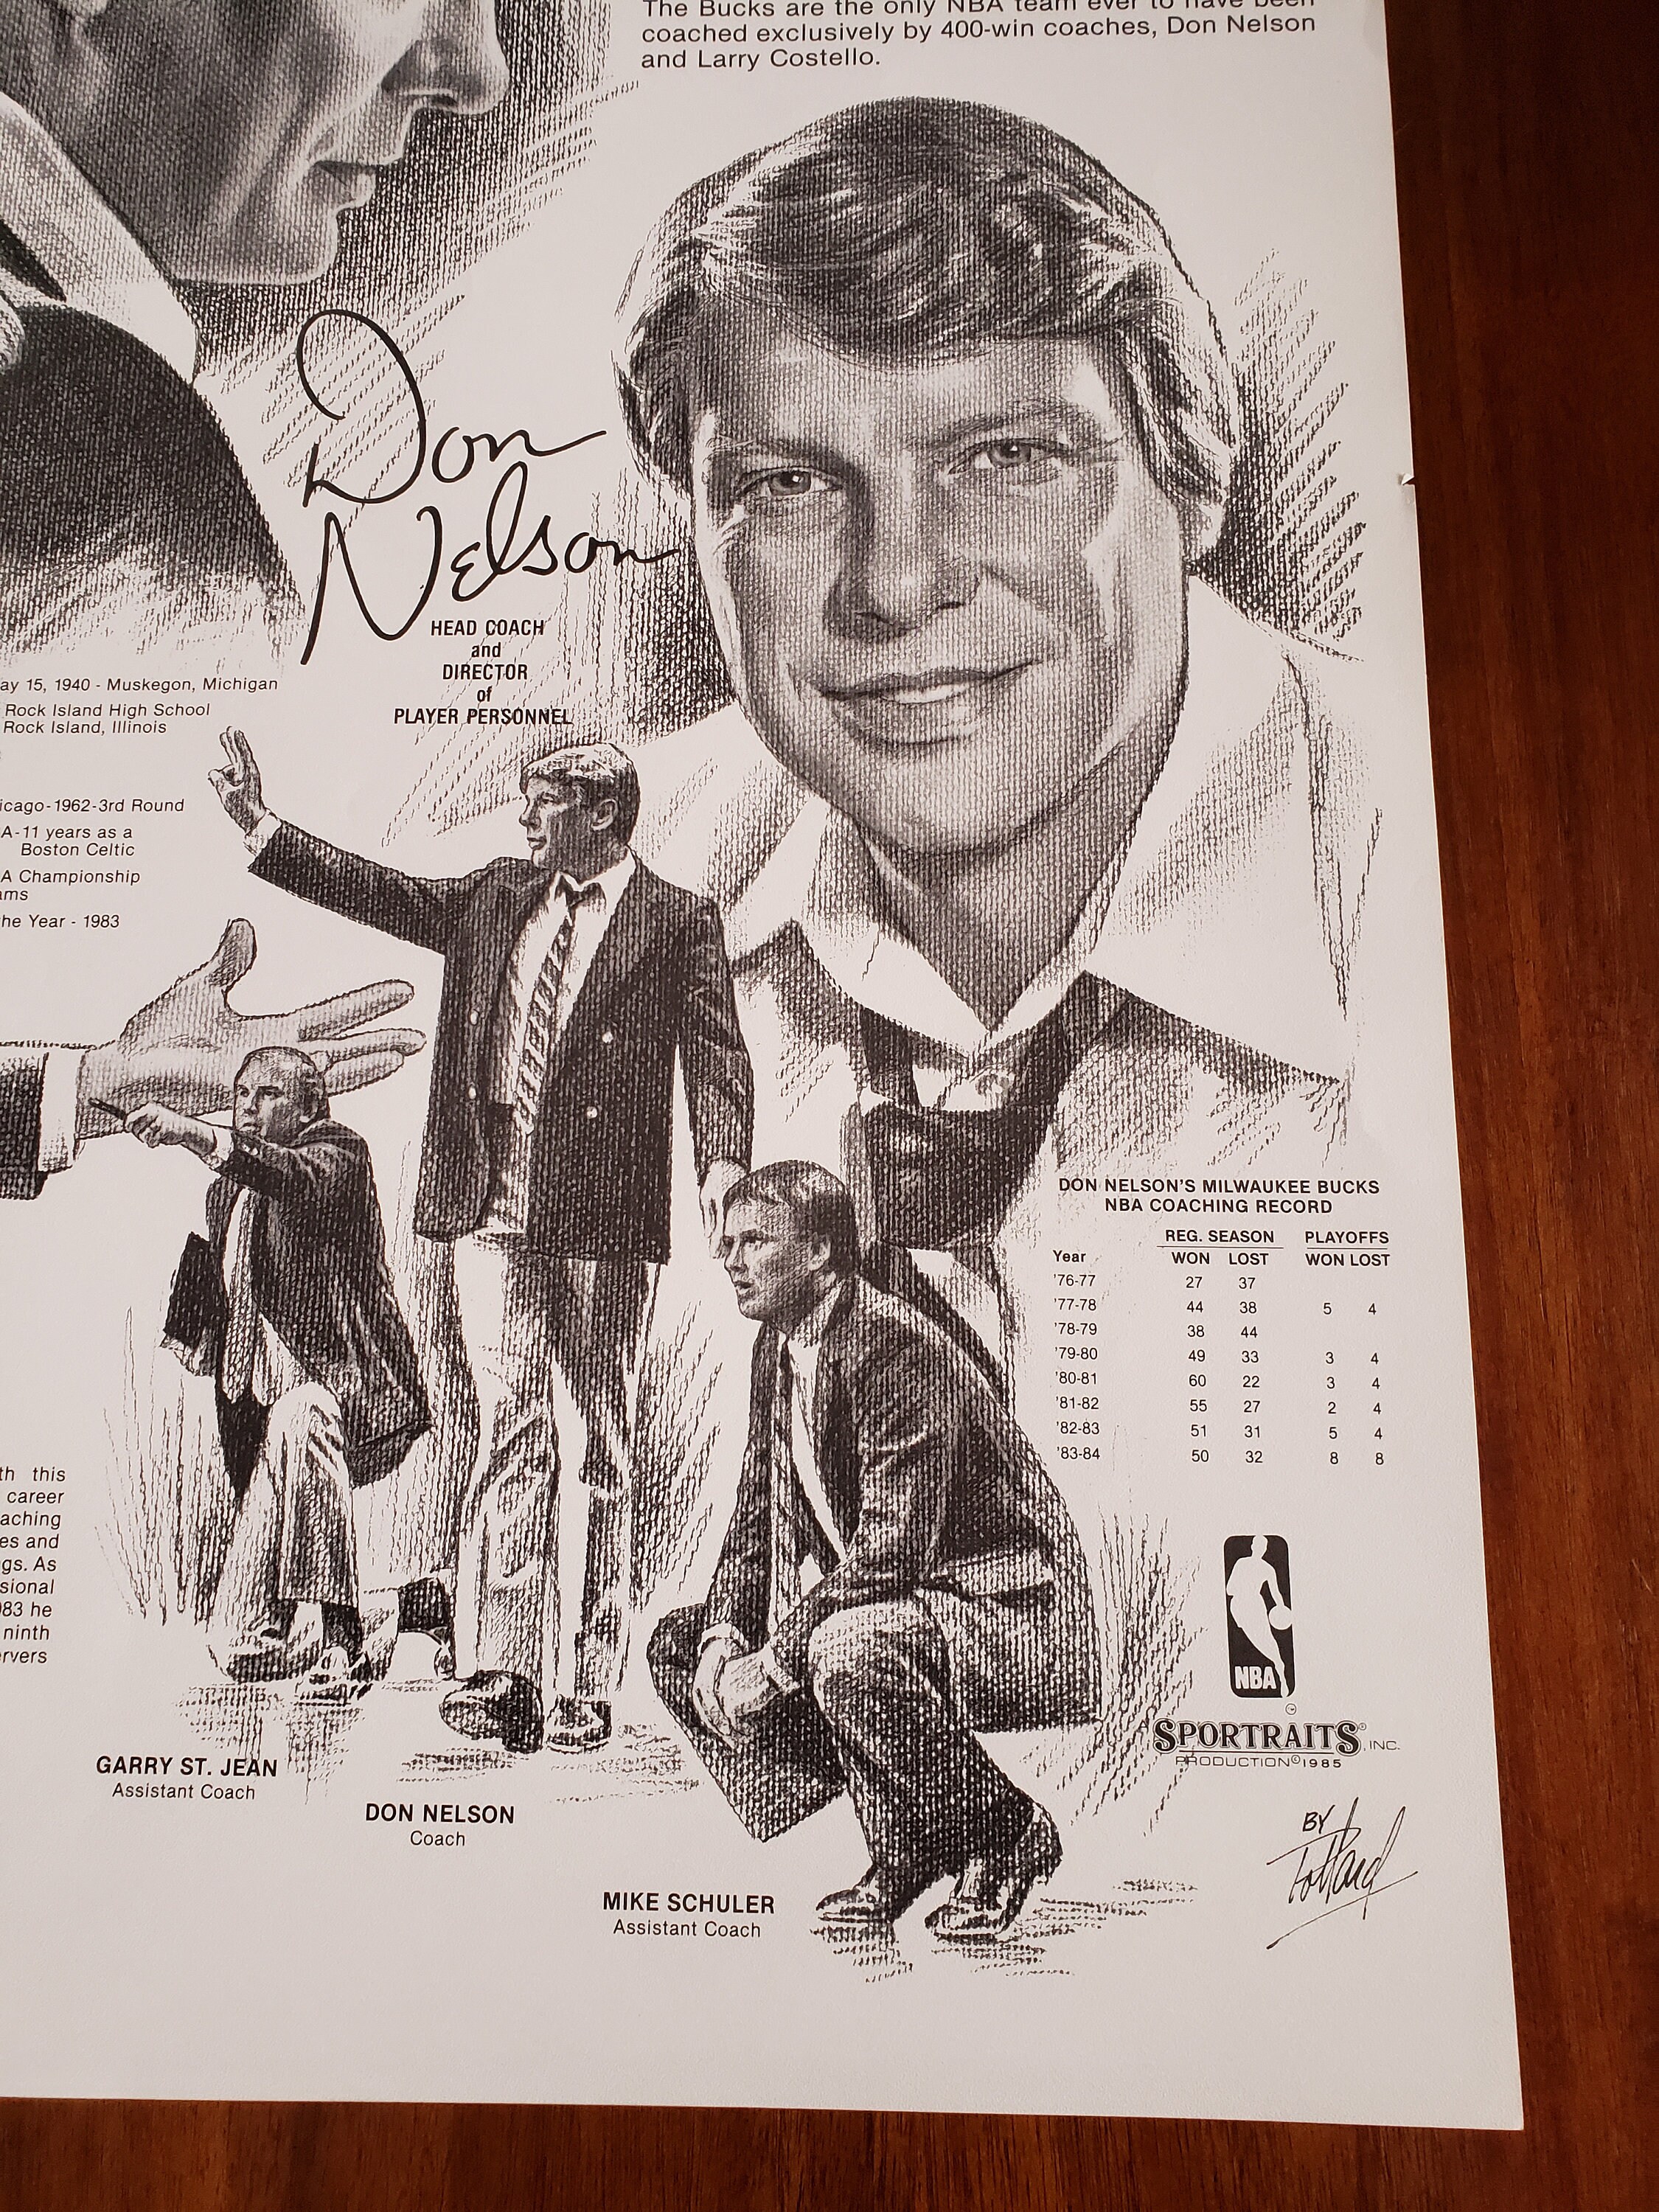 The Bucks are the only NBA team ever to have been
coached exclusively by 400-win coaches, Don Nelson
and Larry Costello.
Don
Nelson
HEAD COACH
and
DIRECTOR
of
PLAYER PERSONNEL
ay 15, 1940 - Muskegon, Michigan
Rock Island High School
Rock Island, Illinois
icago-1962-3rd Round
A-11 years as a
Boston Celtic
A Championship
ams
he Year - 1983
th this
career
aching
es and
gs. As
sional
983 he
ninth
ervers
DON NELSON'S MILWAUKEE BUCKS
NBA COACHING RECORD
REG. SEASON PLAYOFFS
Year WON LOST WON LOST
'76-77 27 37
'77-78 44 38 5 4
'78-79 38 44
'79-80 49 33 3 4
'80-81 60 22 3 4
'81-82 55 27 2 4
'82-83 51 31 5 4
'83-84 50 32 8 8
NBA
SPORTRAITS® INC.
PRODUCTION©1985
BY
GARRY ST. JEAN
Assistant Coach
DON NELSON
Coach
MIKE SCHULER
Assistant Coach